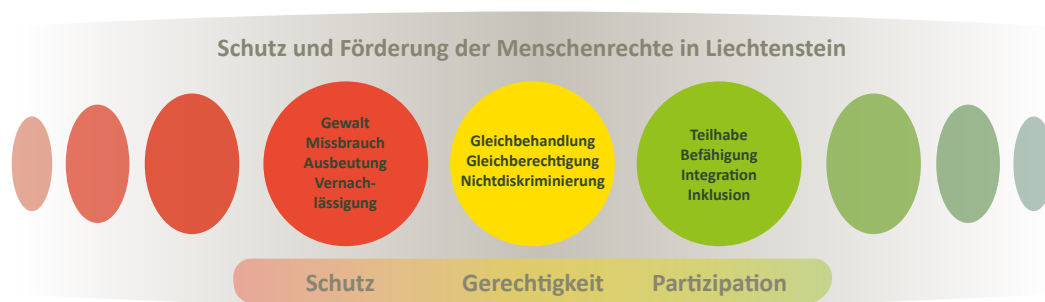 Schutz und Förderung der Menschenrechte in Liechtenstein
Gewalt
Missbrauch
Ausbeutung
Vernach-
lässigung
Gleichbehandlung
Gleichberechtigung
Nichtdiskriminierung
Teilhabe
Befähigung
Integration
Inklusion
Schutz Gerechtigkeit Partizipation